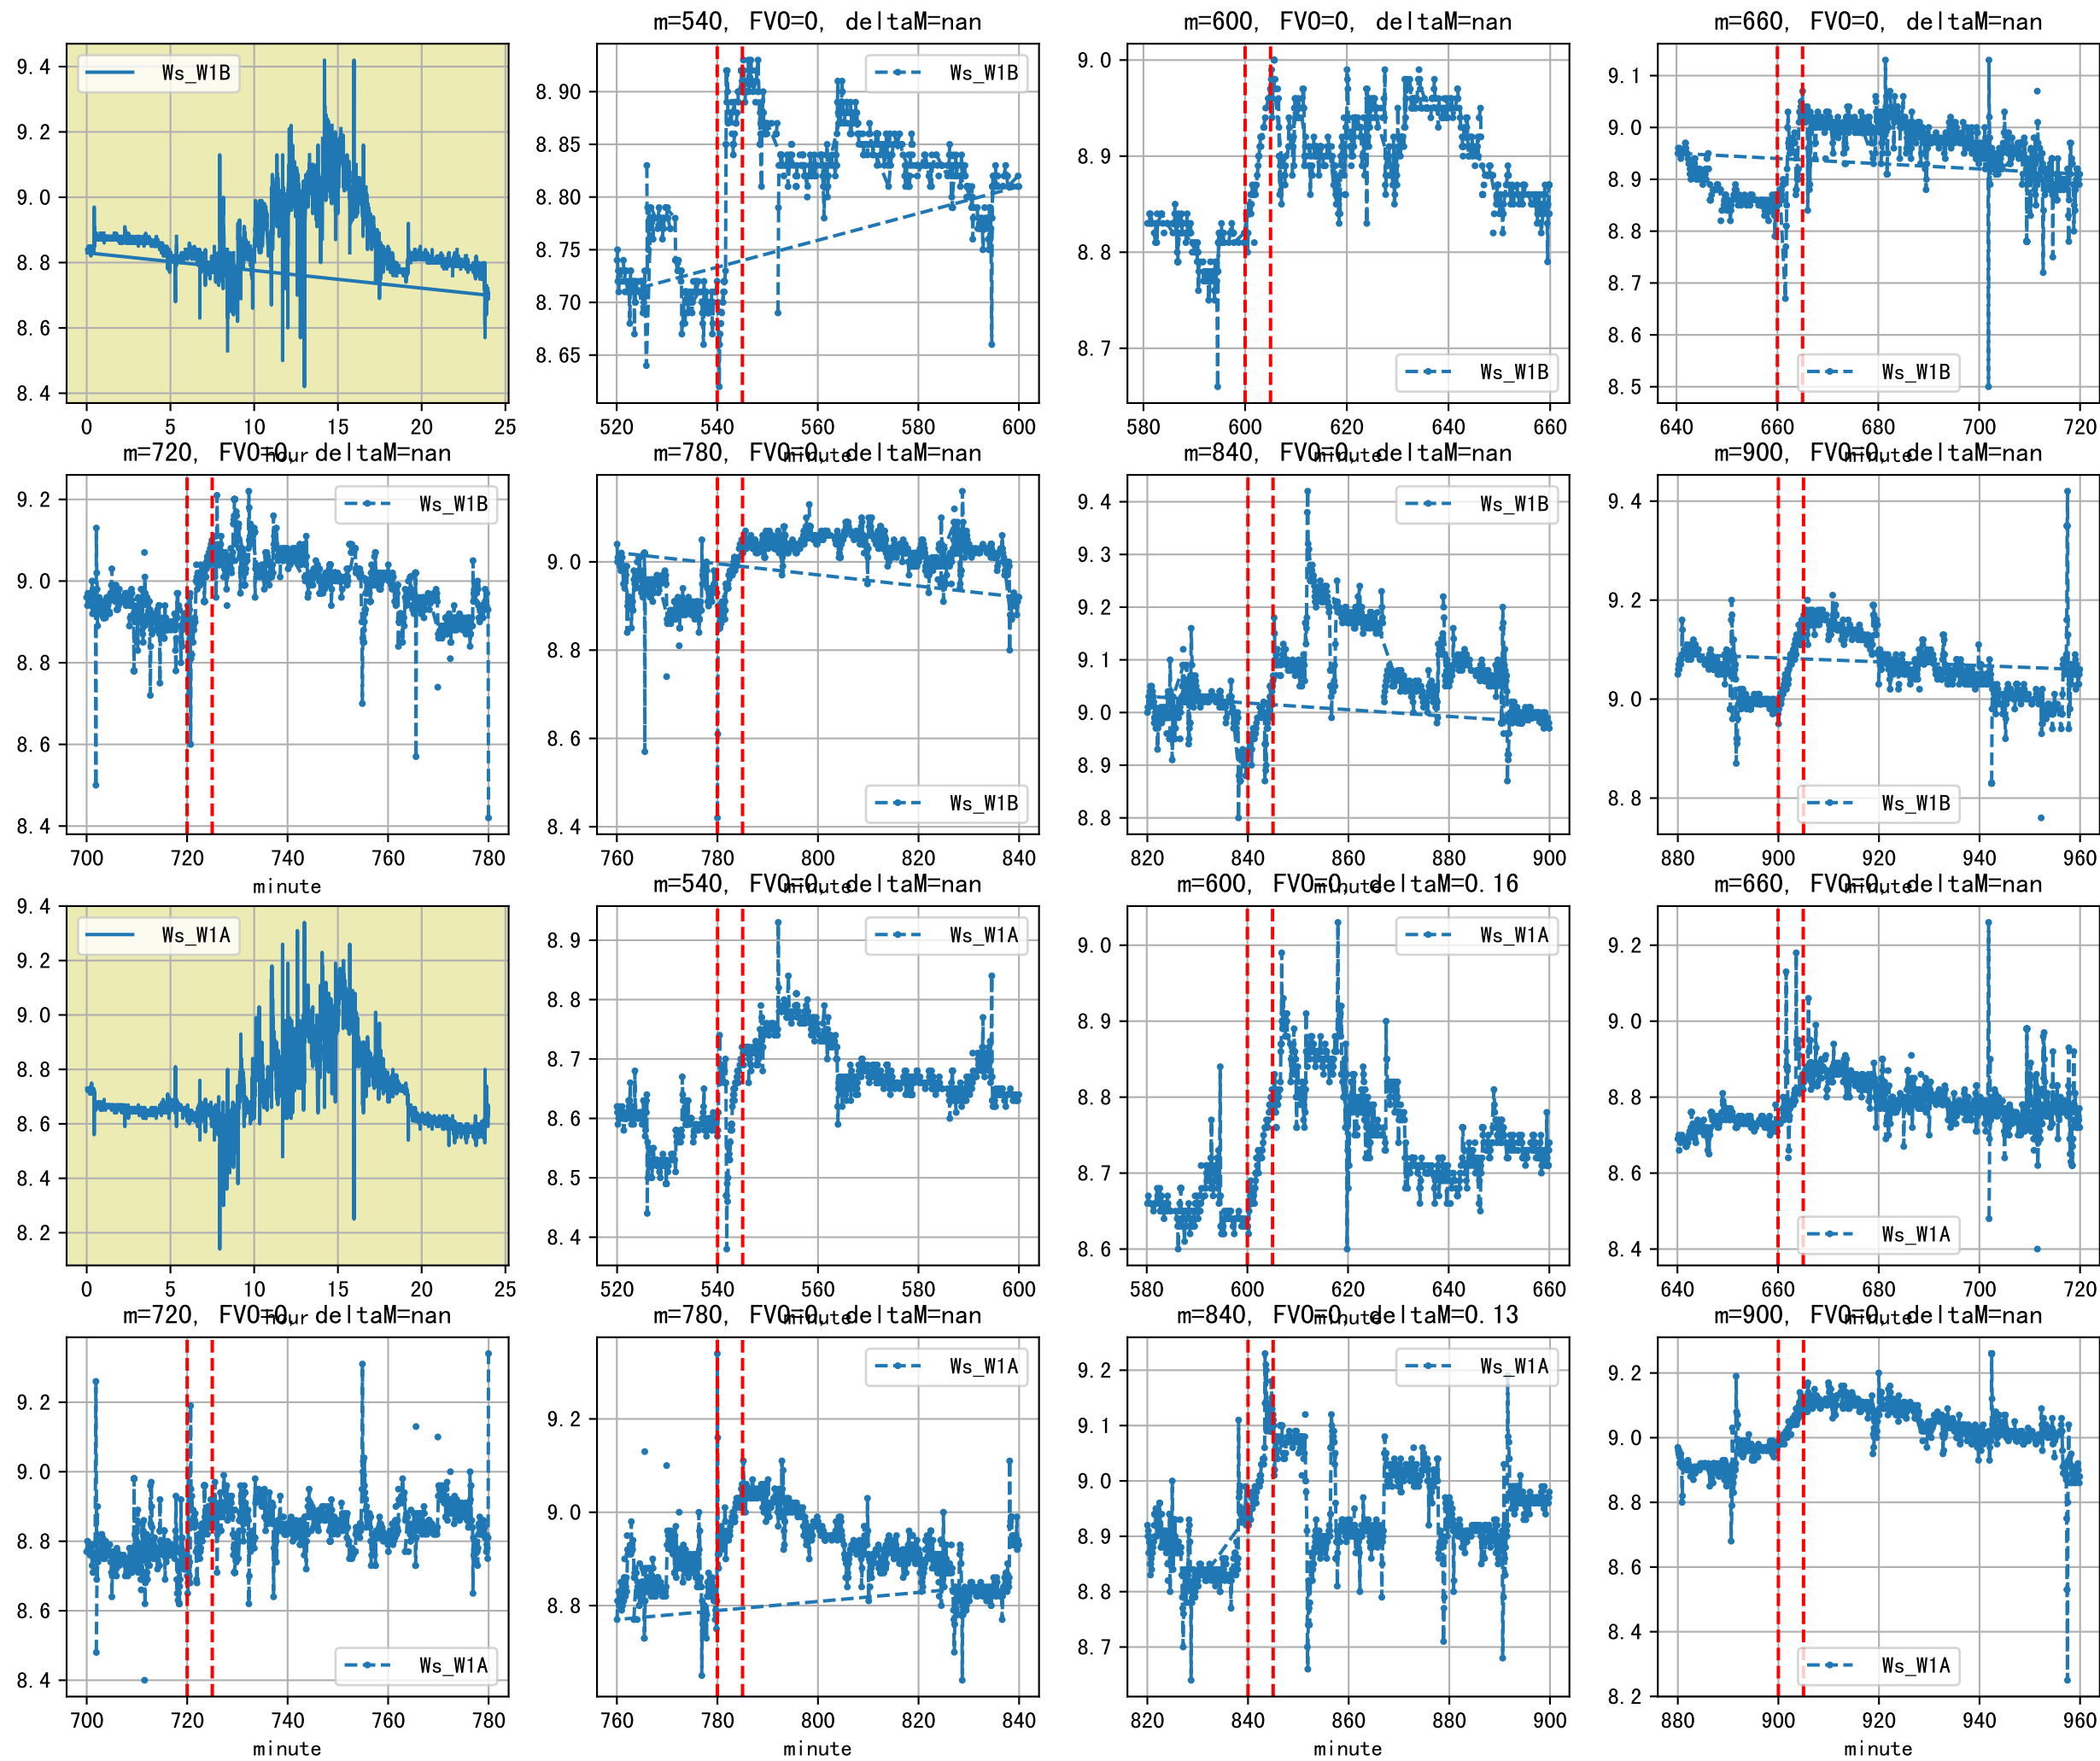 m=540, FV0=0, deltaM=nan
m=600, FV0=0, deltaM=nan
m=660, FV0=0, deltaM=nan
9.4
9.2
9.0
8.8
8.6
8.4
Ws_W1B
0 5 10 15 20 25
hour
8.90
8.85
8.80
8.75
8.70
8.65
Ws_W1B
520 540 560 580 600
minute
9.0
8.9
8.8
8.7
Ws_W1B
580 600 620 640 660
minute
9.1
9.0
8.9
8.8
8.7
8.6
8.5
Ws_W1B
640 660 680 700 720
minute
m=720, FV0=0, deltaM=nan
m=780, FV0=0, deltaM=nan
m=840, FV0=0, deltaM=nan
m=900, FV0=0, deltaM=nan
9.2
9.0
8.8
8.6
8.4
Ws_W1B
700 720 740 760 780
minute
9.0
8.8
8.6
8.4
Ws_W1B
760 780 800 820 840
minute
9.4
9.3
9.2
9.1
9.0
8.9
8.8
Ws_W1B
820 840 860 880 900
minute
9.4
9.2
9.0
8.8
Ws_W1B
880 900 920 940 960
minute
m=540, FV0=0, deltaM=nan
m=600, FV0=0, deltaM=0.16
m=660, FV0=0, deltaM=nan
9.4
9.2
9.0
8.8
8.6
8.4
8.2
Ws_W1A
0 5 10 15 20 25
hour
8.9
8.8
8.7
8.6
8.5
8.4
Ws_W1A
520 540 560 580 600
minute
9.0
8.9
8.8
8.7
8.6
Ws_W1A
580 600 620 640 660
minute
9.2
9.0
8.8
8.6
8.4
Ws_W1A
640 660 680 700 720
minute
m=720, FV0=0, deltaM=nan
m=780, FV0=0, deltaM=nan
m=840, FV0=0, deltaM=0.13
m=900, FV0=0, deltaM=nan
9.2
9.0
8.8
8.6
8.4
Ws_W1A
700 720 740 760 780
minute
9.2
9.0
8.8
Ws_W1A
760 780 800 820 840
minute
9.2
9.1
9.0
8.9
8.8
8.7
Ws_W1A
820 840 860 880 900
minute
9.2
9.0
8.8
8.6
8.4
8.2
Ws_W1A
880 900 920 940 960
minute